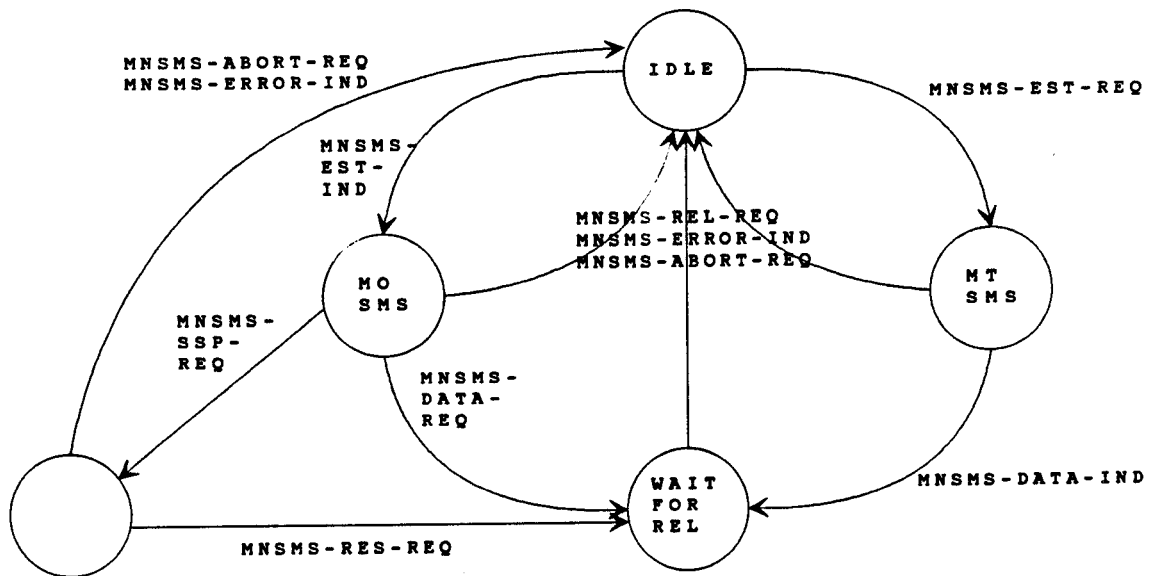 MNSMS-ABORT-REQ
MNSMS-ERROR-IND
IDLE
MNSMS-EST-REQ
MNSMS-
EST-
IND
MNSMS-REL-REQ
MNSMS-ERROR-IND
MNSMS-ABORT-REQ
MO
SMS
MT
SMS
MNSMS-
SSP-
REQ
MNSMS-
DATA-
REQ
WAIT
FOR
REL
MNSMS-DATA-IND
MNSMS-RES-REQ